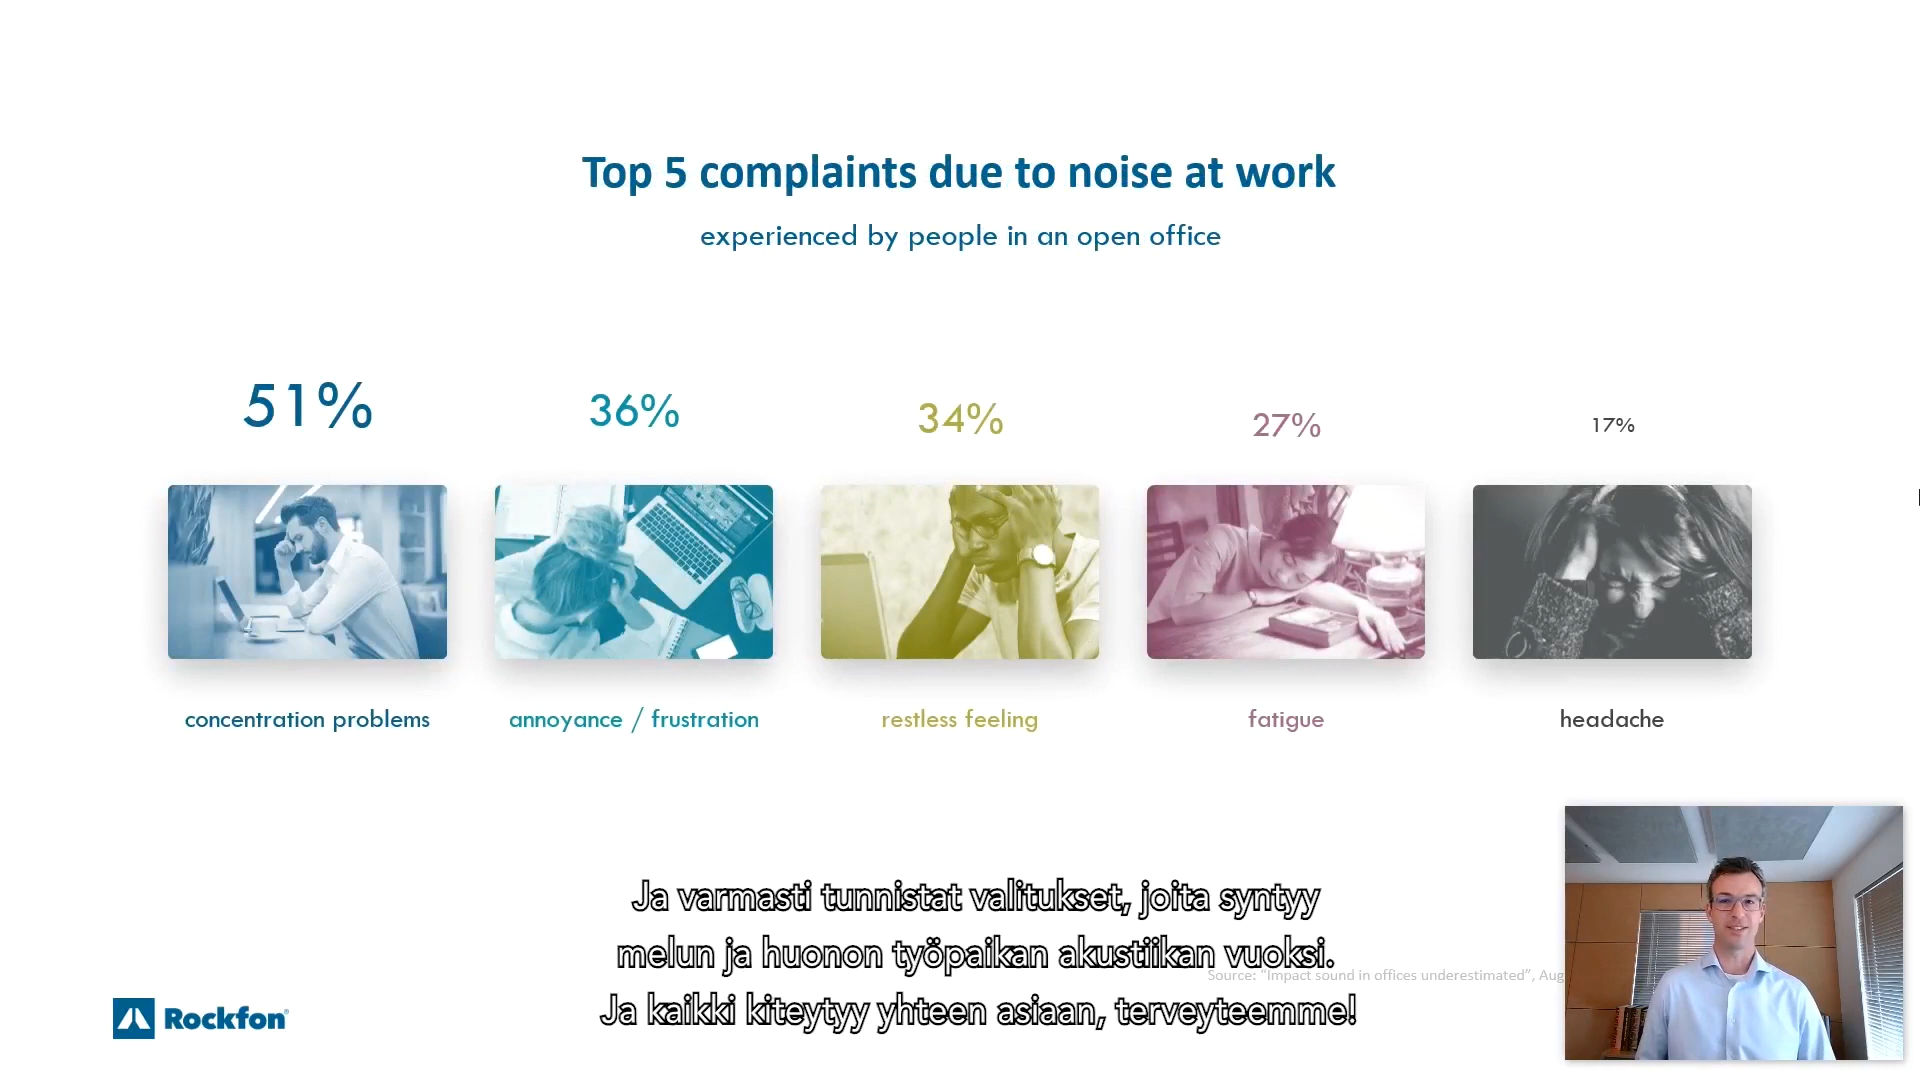 Top 5 complaints due to noise at work
experienced by people in an open office
51%
36%
34%
27%
17%
concentration problems
annoyance / frustration
restless feeling
fatigue
headache
Ja varmasti tunnistat valitukset, joita syntyy
melun ja huonon työpaikan akustiikan vuoksi.
Source: "Impact sound in offices underestimated", Aug
Ja kaikki kiteytyy yhteen asiaan, terveyteemme!
Rockfon®